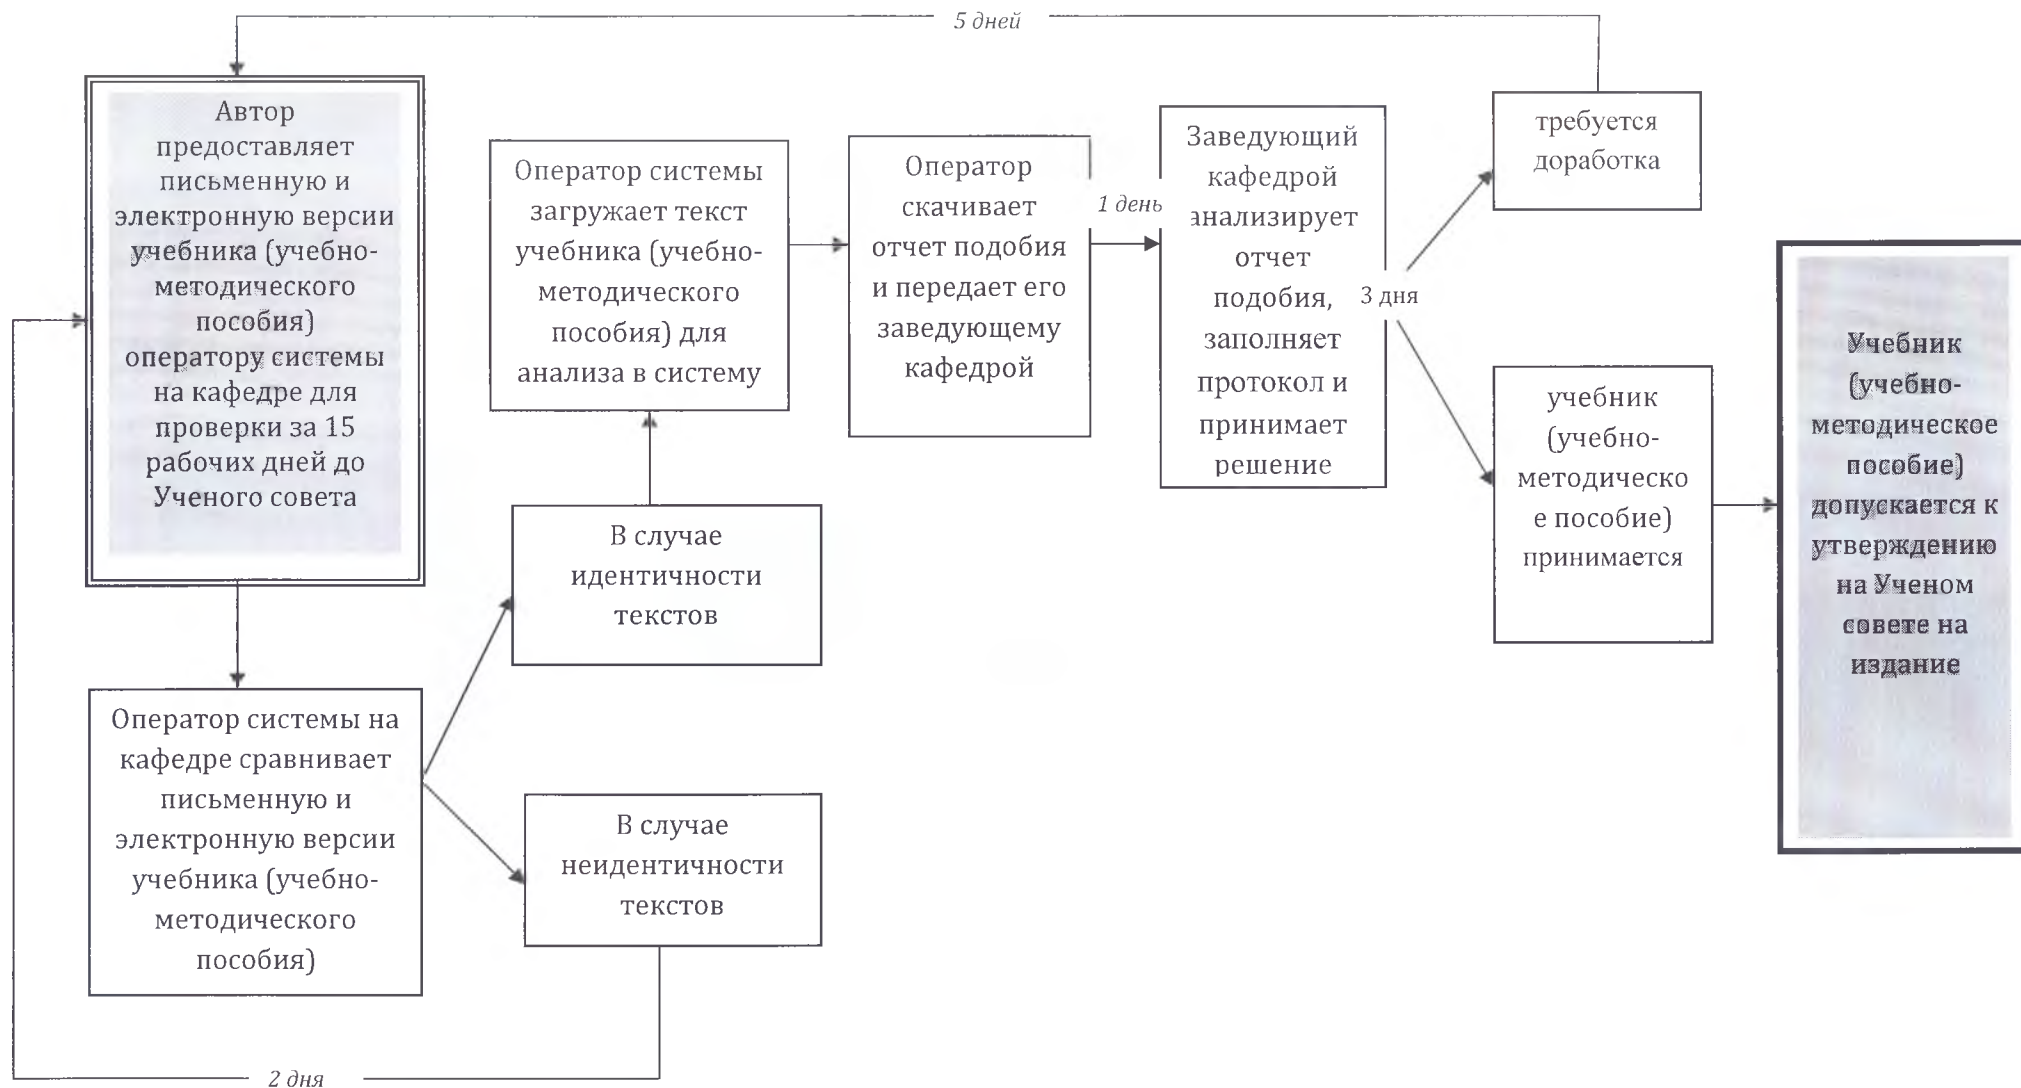 5 дней
Автор
предоставляет
письменную и
электронную версии
учебника (учебно-
методического
пособия)
оператору системы
на кафедре для
проверки за 15
рабочих дней до
Ученого совета
Оператор системы на
кафедре сравнивает
письменную и
электронную версии
учебника (учебно-
методического
пособия)
В случае
идентичности
текстов
В случае
неидентичности
текстов
2 дня
Оператор системы
загружает текст
учебника (учебно-
методического
пособия) для
анализа в систему
Оператор
скачивает
отчет подобия
и передает его
заведующему
кафедрой
1 день
Заведующий
кафедрой
анализирует
отчет
подобия,
заполняет
протокол и
принимает
решение
3 дня
требуется
доработка
учебник
(учебно-
методическо
е пособие)
принимается
Учебник
(учебно-
методическое
пособие)
допускается к
утверждению
на Ученом
совете на
издание